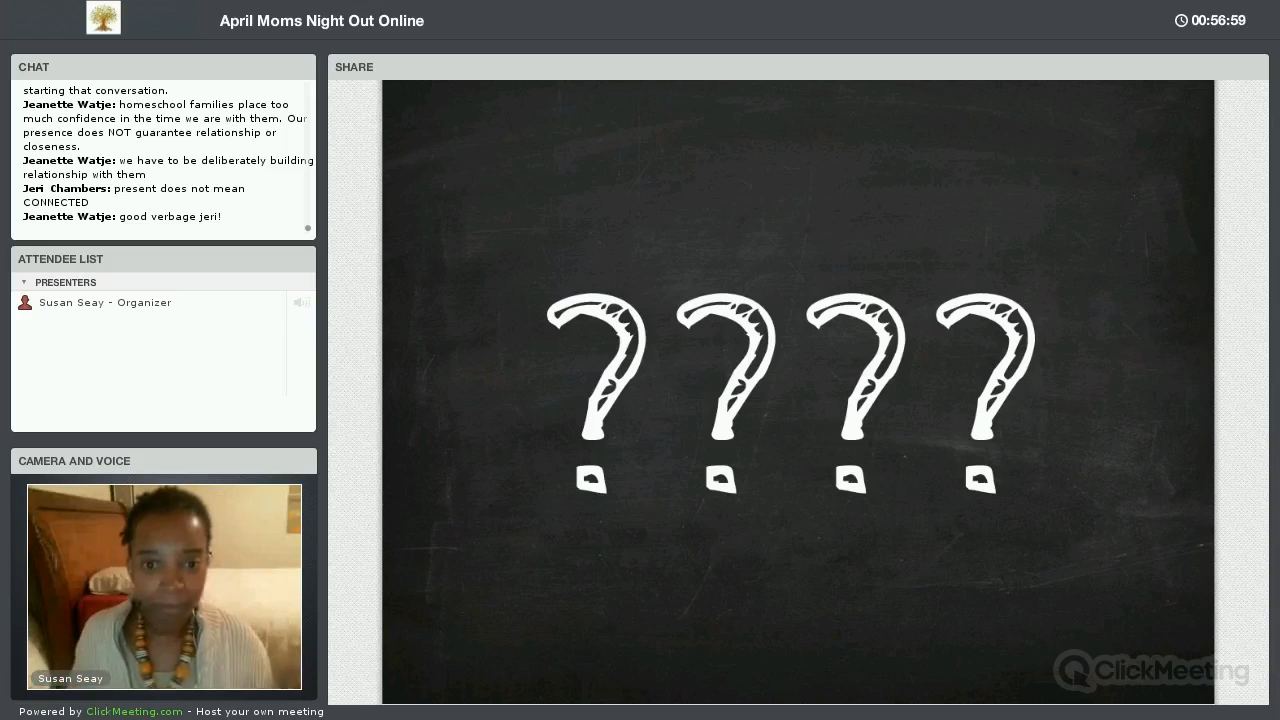 April Moms Night Out Online
00:56:59
CHAT
starting that conversation.
Jeanette Watje: homeschool families place too
much confidence in the time we are with them. Our
presence does NOT guarantee relationship or
closeness.
Jeanette Watje: we have to be deliberately building
relationship with them
Jeri Chalmers: present does not mean
CONNECTED
Jeanette Watje: good verbage jeri!
ATTENDEE LIST
PRESENTERS
Susan Seay - Organizer
CAMERA AND VOICE
Susan Seay
Powered by ClickMeeting.com - Host your own meeting
SHARE
? ? ? ?
ClickMeeting